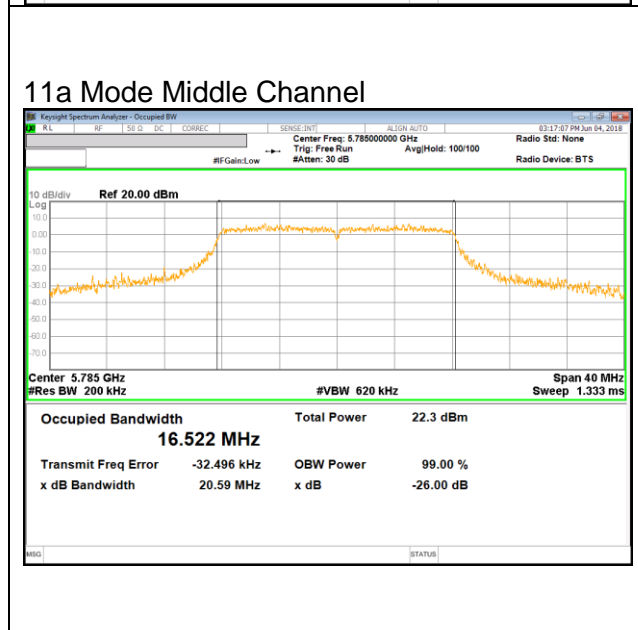 11a Mode Middle Channel
Keysight Spectrum Analyzer - Occupied BW
RL RF 50 Ω DC CORREC SENSE:INT ALIGN AUTO 03:17:07 PM Jun 04, 2018
Center Freq: 5.785000000 GHz Radio Std: None
Trig: Free Run Avg|Hold: 100/100
#IFGain:Low #Atten: 30 dB Radio Device: BTS
10 dB/div Ref 20.00 dBm
Log
10.0
0.00
-10.0
-20.0
-30.0
-40.0
-50.0
-60.0
-70.0
Center 5.785 GHz Span 40 MHz
#Res BW 200 kHz #VBW 620 kHz Sweep 1.333 ms
Occupied Bandwidth Total Power 22.3 dBm
16.522 MHz
Transmit Freq Error -32.496 kHz OBW Power 99.00 %
x dB Bandwidth 20.59 MHz x dB -26.00 dB
MSG STATUS